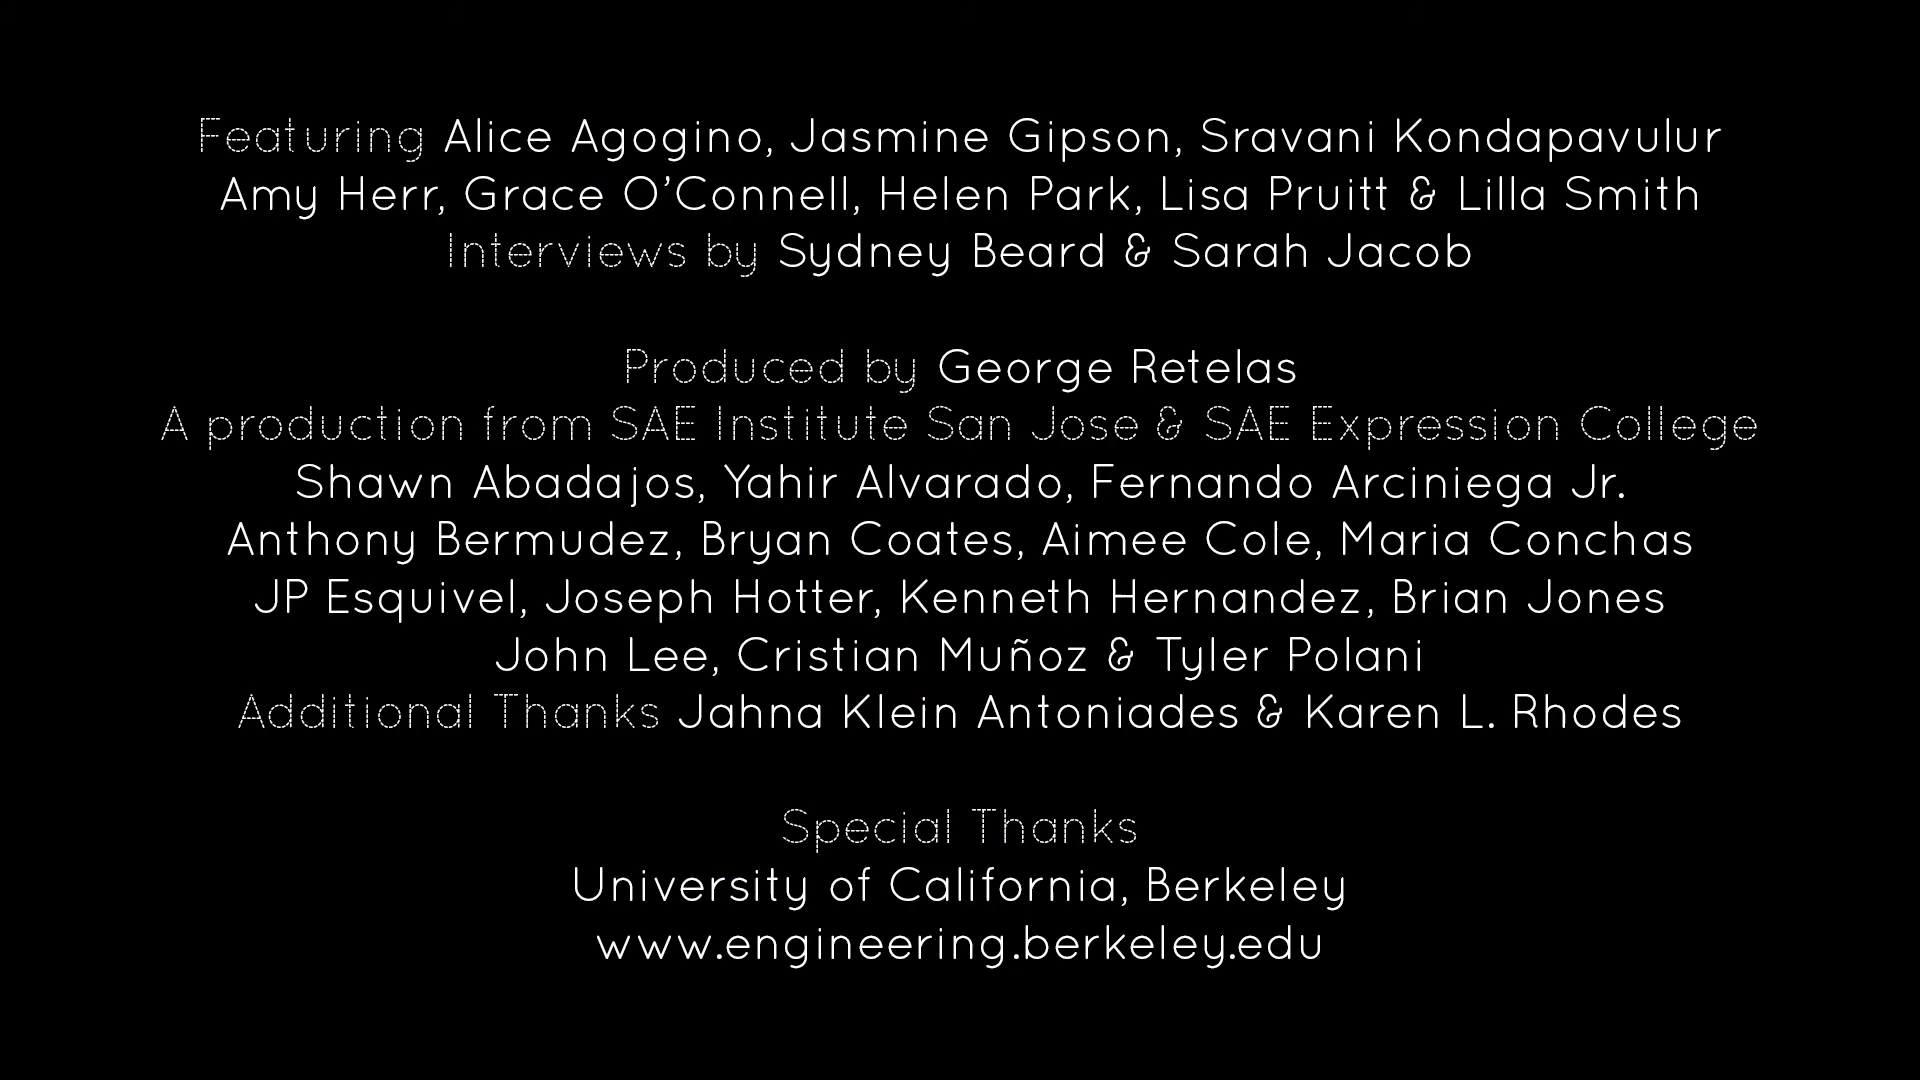 Featuring Alice Agogino, Jasmine Gipson, Sravani Kondapavulur
Amy Herr, Grace O'Connell, Helen Park, Lisa Pruitt & Lilla Smith
Interviews by Sydney Beard & Sarah Jacob
Produced by George Retelas
A production from SAE Institute San Jose & SAE Expression College
Shawn Abadajos, Yahir Alvarado, Fernando Arciniega Jr.
Anthony Bermudez, Bryan Coates, Aimee Cole, Maria Conchas
JP Esquivel, Joseph Hotter, Kenneth Hernandez, Brian Jones
John Lee, Cristian Muñoz & Tyler Polani
Additional Thanks Jahna Klein Antoniades & Karen L. Rhodes
Special Thanks
University of California, Berkeley
www.engineering.berkeley.edu